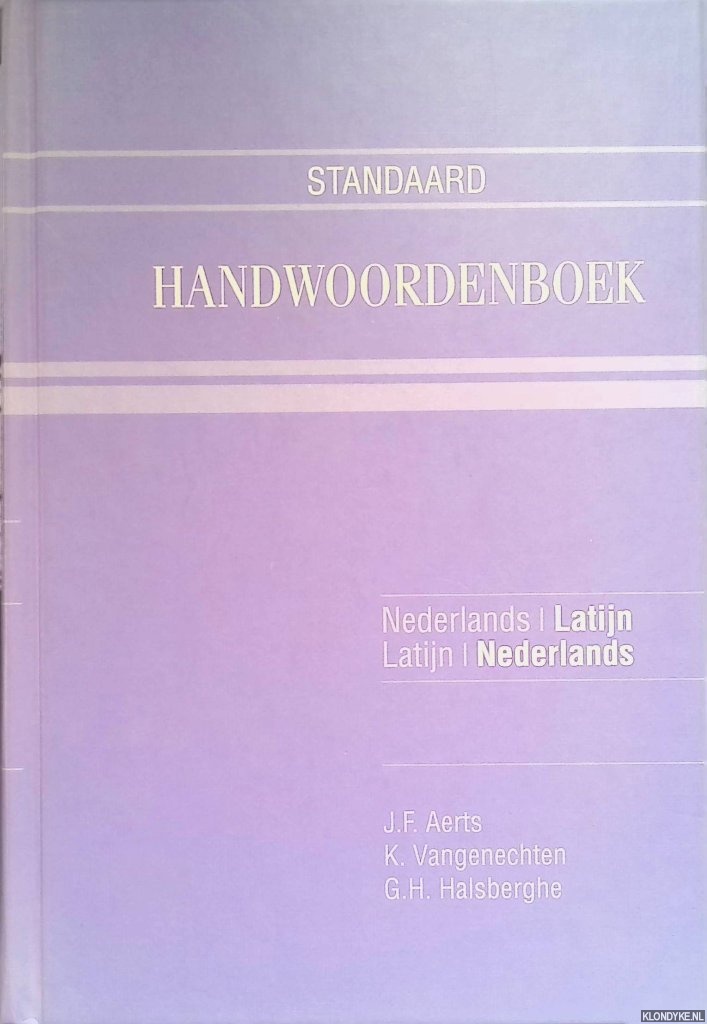 STANDAARD
HANDWOORDENBOEK
Nederlands | Latijn
Latijn | Nederlands
J.F. Aerts
K. Vangenechten
G.H. Halsberghe
KLONDYKE.NL